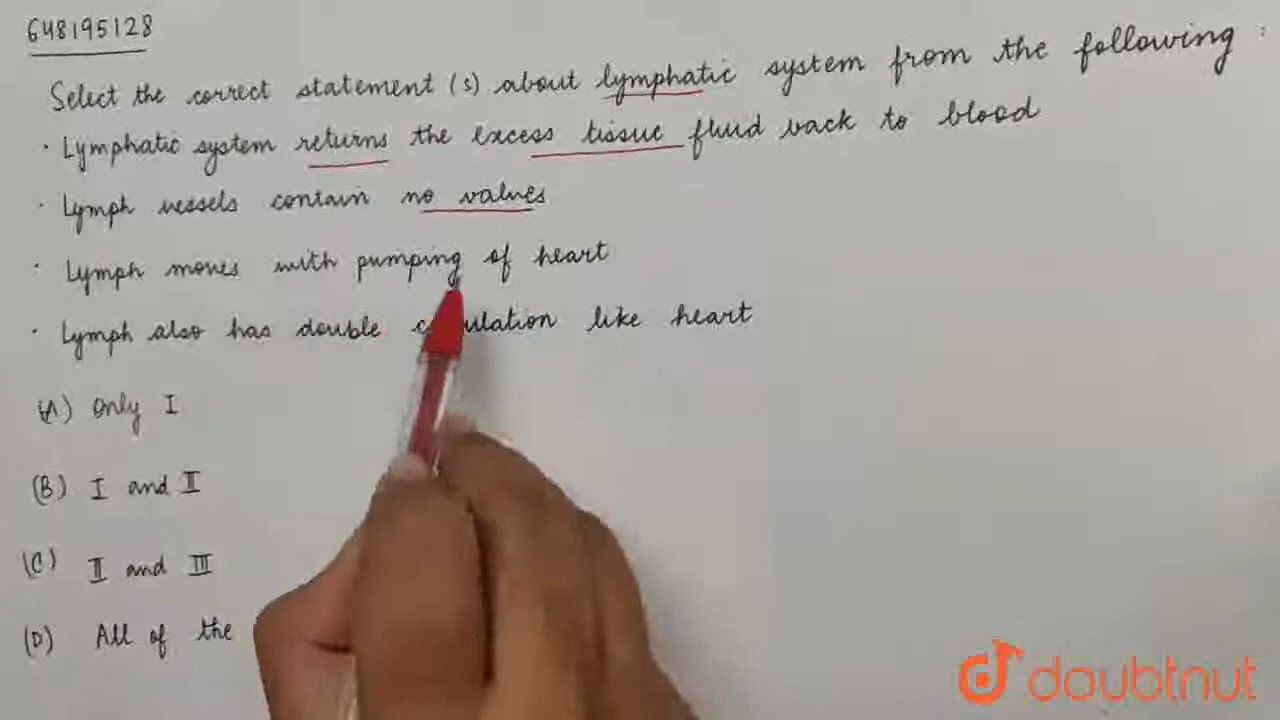 648195128
Select the correct statement (s) about lymphatic system from the following :
· Lymphatic system returns the excess tissue fluid back to blood
· Lymph vessels contain no values
· Lymph moves with pumping of heart
· Lymph also has double like heart
(A) Only I
(B) I and II
(C) II and III
(D) All of the
doubtnut